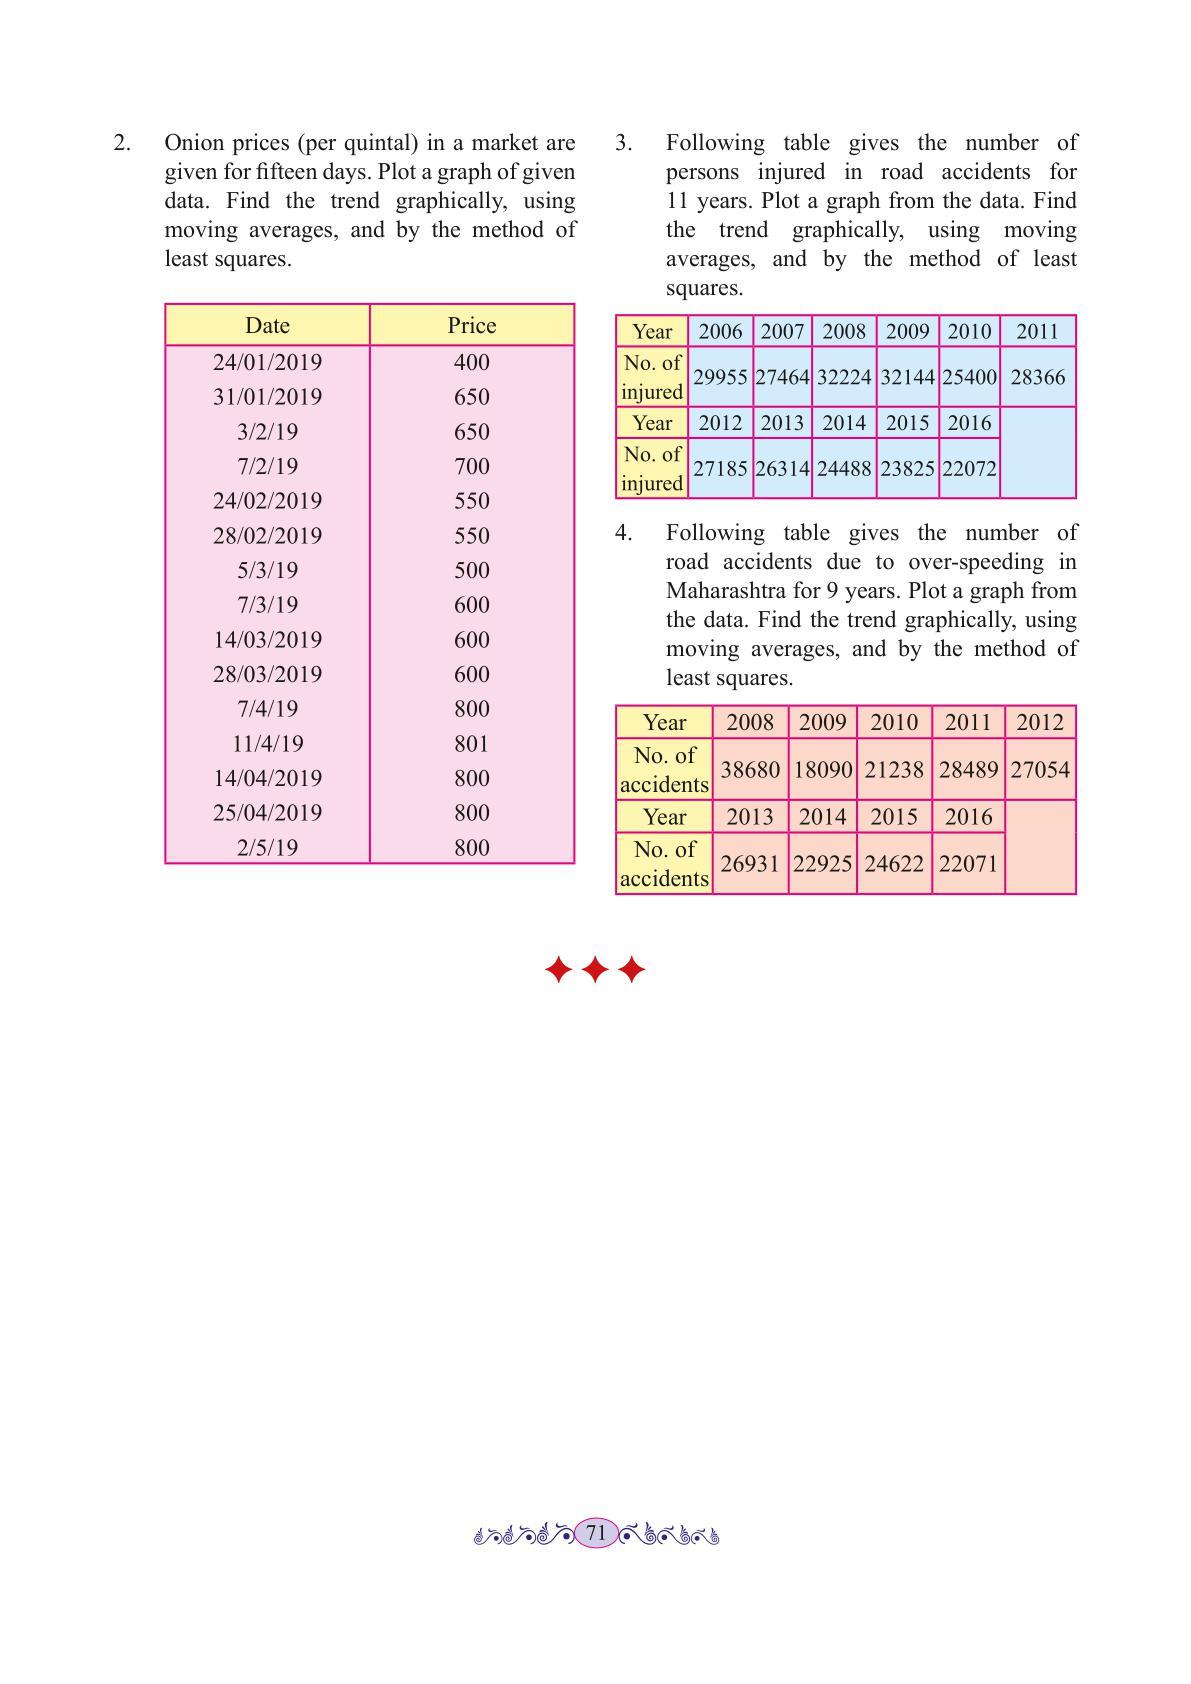 2. Onion prices (per quintal) in a market are
given for fifteen days. Plot a graph of given
data. Find the trend graphically, using
moving averages, and by the method of
least squares.
Date Price
24/01/2019 400
31/01/2019 650
3/2/19 650
7/2/19 700
24/02/2019 550
28/02/2019 550
5/3/19 500
7/3/19 600
14/03/2019 600
28/03/2019 600
7/4/19 800
11/4/19 801
14/04/2019 800
25/04/2019 800
2/5/19 800
3. Following table gives the number of
persons injured in road accidents for
11 years. Plot a graph from the data. Find
the trend graphically, using moving
averages, and by the method of least
squares.
Year 2006 2007 2008 2009 2010 2011
No. of
injured 29955 27464 32224 32144 25400 28366
Year 2012 2013 2014 2015 2016
No. of
injured 27185 26314 24488 23825 22072
4. Following table gives the number of
road accidents due to over-speeding in
Maharashtra for 9 years. Plot a graph from
the data. Find the trend graphically, using
moving averages, and by the method of
least squares.
Year 2008 2009 2010 2011 2012
No. of
accidents 38680 18090 21238 28489 27054
Year 2013 2014 2015 2016
No. of
accidents 26931 22925 24622 22071
71